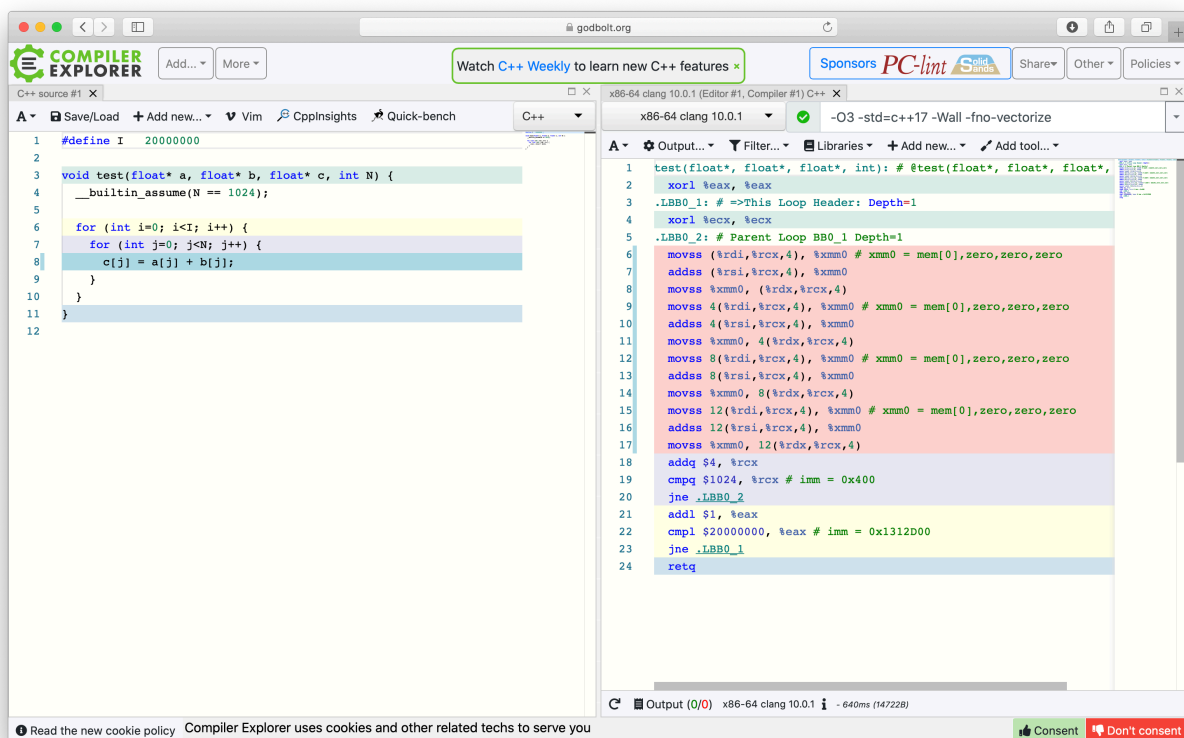 godbolt.org
COMPILER
EXPLORER
Add...
More
Watch C++ Weekly to learn new C++ features ×
Sponsors PC-lint Solid Sands
Share
Other
Policies
C++ source #1
A
Save/Load
Add new...
Vim
CppInsights
Quick-bench
C++
1 #define I   20000000
2
3 void test(float* a, float* b, float* c, int N) {
4   __builtin_assume(N == 1024);
5
6   for (int i=0; i<I; i++) {
7     for (int j=0; j<N; j++) {
8       c[j] = a[j] + b[j];
9     }
10   }
11 }
12
x86-64 clang 10.0.1 (Editor #1, Compiler #1) C++
x86-64 clang 10.0.1
-O3 -std=c++17 -Wall -fno-vectorize
A
Output...
Filter...
Libraries
Add new...
Add tool...
1 test(float*, float*, float*, int): # @test(float*, float*, float*,
2   xorl %eax, %eax
3 .LBB0_1: # =>This Loop Header: Depth=1
4   xorl %ecx, %ecx
5 .LBB0_2: # Parent Loop BB0_1 Depth=1
6   movss (%rdi,%rcx,4), %xmm0 # xmm0 = mem[0],zero,zero,zero
7   addss (%rsi,%rcx,4), %xmm0
8   movss %xmm0, (%rdx,%rcx,4)
9   movss 4(%rdi,%rcx,4), %xmm0 # xmm0 = mem[0],zero,zero,zero
10   addss 4(%rsi,%rcx,4), %xmm0
11   movss %xmm0, 4(%rdx,%rcx,4)
12   movss 8(%rdi,%rcx,4), %xmm0 # xmm0 = mem[0],zero,zero,zero
13   addss 8(%rsi,%rcx,4), %xmm0
14   movss %xmm0, 8(%rdx,%rcx,4)
15   movss 12(%rdi,%rcx,4), %xmm0 # xmm0 = mem[0],zero,zero,zero
16   addss 12(%rsi,%rcx,4), %xmm0
17   movss %xmm0, 12(%rdx,%rcx,4)
18   addq $4, %rcx
19   cmpq $1024, %rcx # imm = 0x400
20   jne .LBB0_2
21   addl $1, %eax
22   cmpl $20000000, %eax # imm = 0x1312D00
23   jne .LBB0_1
24   retq
Output (0/0) x86-64 clang 10.0.1 i - 640ms (14722B)
Read the new cookie policy Compiler Explorer uses cookies and other related techs to serve you
Consent
Don't consent